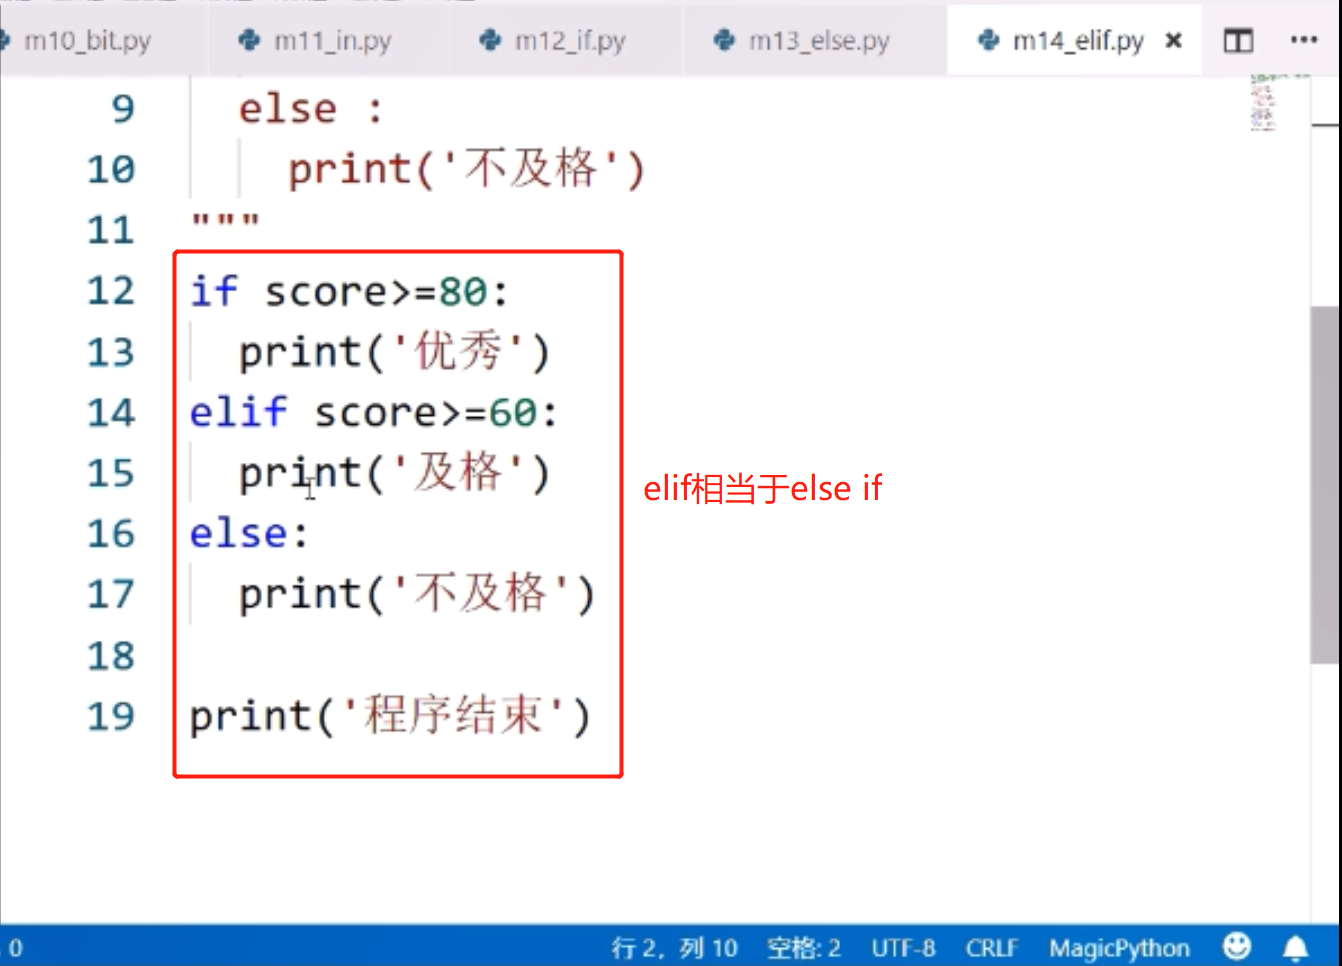 m10_bit.py m11_in.py m12_if.py m13_else.py m14_elif.py
9 else :
10 print('不及格')
11 """
12 if score>=80:
13 print('优秀')
14 elif score>=60:
15 print('及格')
elif相当于else if
16 else:
17 print('不及格')
18
19 print('程序结束')
0 行 2，列 10 空格: 2 UTF-8 CRLF MagicPython